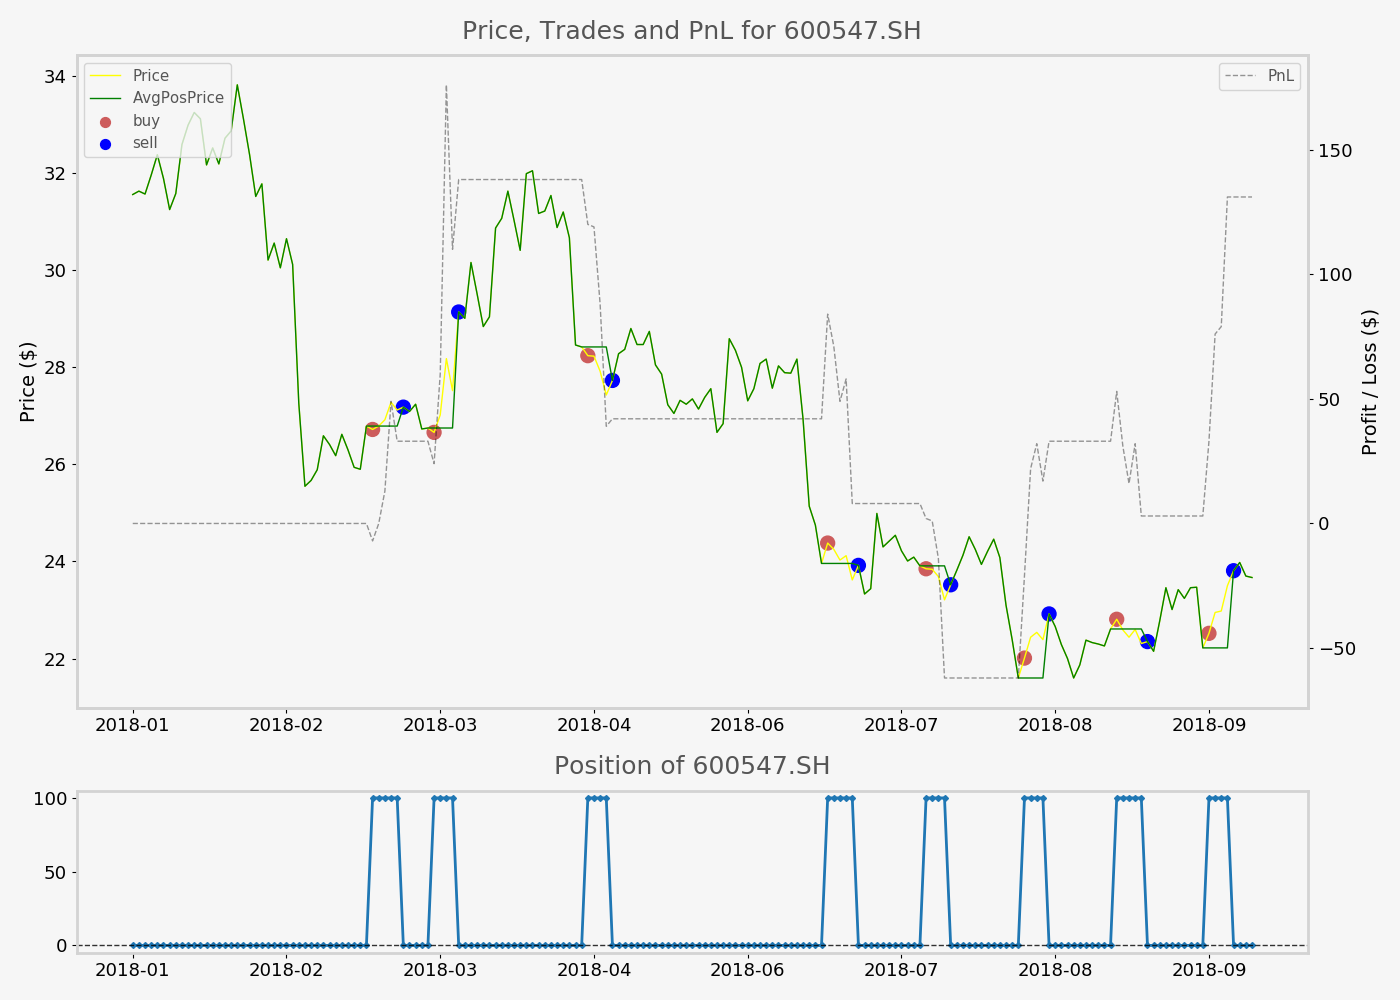 Price, Trades and PnL for 600547.SH
Price
AvgPosPrice
buy
sell
PnL
34
32
30
28
26
24
22
Price ($)
150
100
50
0
−50
Profit / Loss ($)
2018-01 2018-02 2018-03 2018-04 2018-06 2018-07 2018-08 2018-09
Position of 600547.SH
100
50
0
2018-01 2018-02 2018-03 2018-04 2018-06 2018-07 2018-08 2018-09